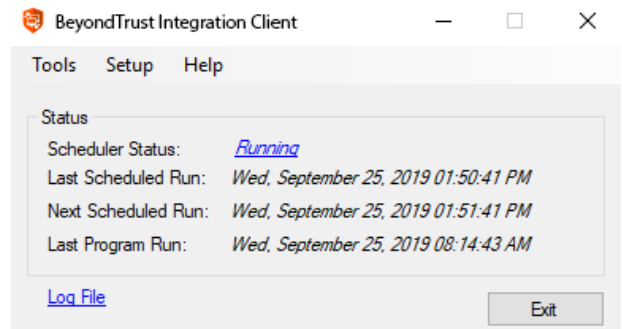 BeyondTrust Integration Client
Tools Setup Help
Status
Scheduler Status: Running
Last Scheduled Run: Wed, September 25, 2019 01:50:41 PM
Next Scheduled Run: Wed, September 25, 2019 01:51:41 PM
Last Program Run: Wed, September 25, 2019 08:14:43 AM
Log File
Exit